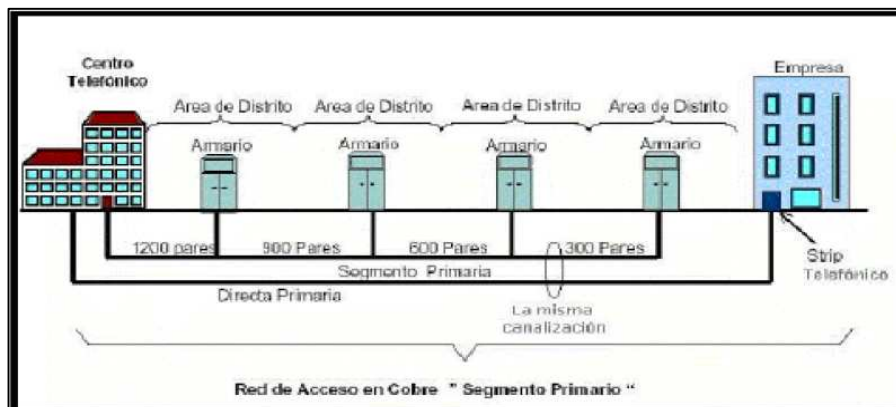 Centro
Telefónico
Empresa
Area de Distrito Area de Distrito Area de Distrito Area de Distrito
Armario Armario Armario Armario
1200 pares 900 Pares 600 Pares 300 Pares
Segmento Primaria
Directa Primaria
Strip
Telefónico
La misma
canalización
Red de Acceso en Cobre " Segmento Primario "